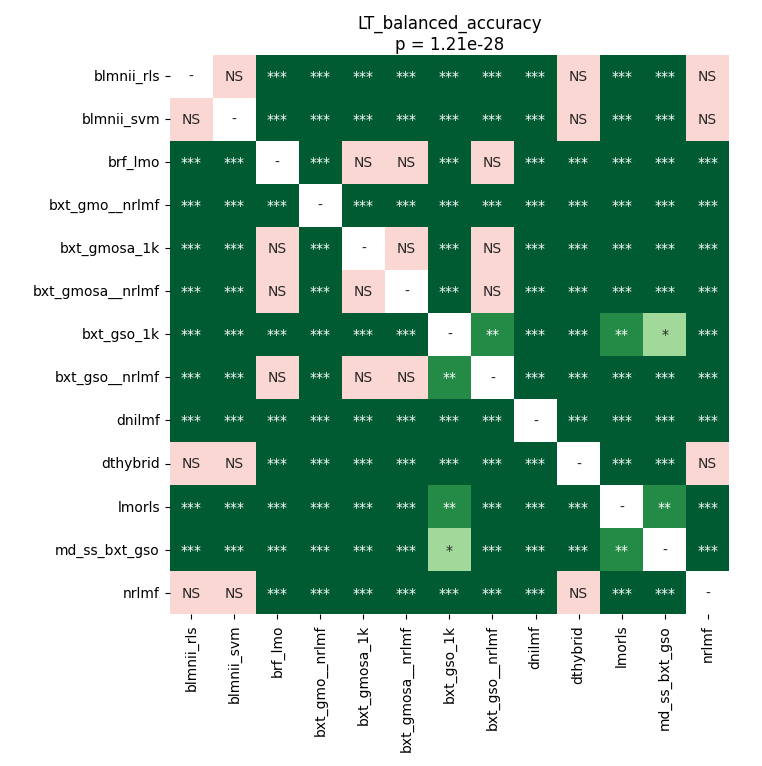 LT_balanced_accuracy
p = 1.21e-28
blmnii_rls - NS *** *** *** *** *** *** *** NS *** *** NS
blmnii_svm NS - *** *** *** *** *** *** *** NS *** *** NS
brf_lmo *** *** - *** NS NS *** NS *** *** *** *** ***
bxt_gmo__nrlmf *** *** *** - *** *** *** *** *** *** *** *** ***
bxt_gmosa_1k *** *** NS *** - NS *** NS *** *** *** *** ***
bxt_gmosa__nrlmf *** *** NS *** NS - *** NS *** *** *** *** ***
bxt_gso_1k *** *** *** *** *** *** - ** *** *** ** * ***
bxt_gso__nrlmf *** *** NS *** NS NS ** - *** *** *** *** ***
dnilmf *** *** *** *** *** *** *** *** - *** *** *** ***
dthybrid NS NS *** *** *** *** *** *** *** - *** *** NS
lmorls *** *** *** *** *** *** ** *** *** *** - ** ***
md_ss_bxt_gso *** *** *** *** *** *** * *** *** *** ** - ***
nrlmf NS NS *** *** *** *** *** *** *** NS *** *** -
blmnii_rls
blmnii_svm
brf_lmo
bxt_gmo__nrlmf
bxt_gmosa_1k
bxt_gmosa__nrlmf
bxt_gso_1k
bxt_gso__nrlmf
dnilmf
dthybrid
lmorls
md_ss_bxt_gso
nrlmf